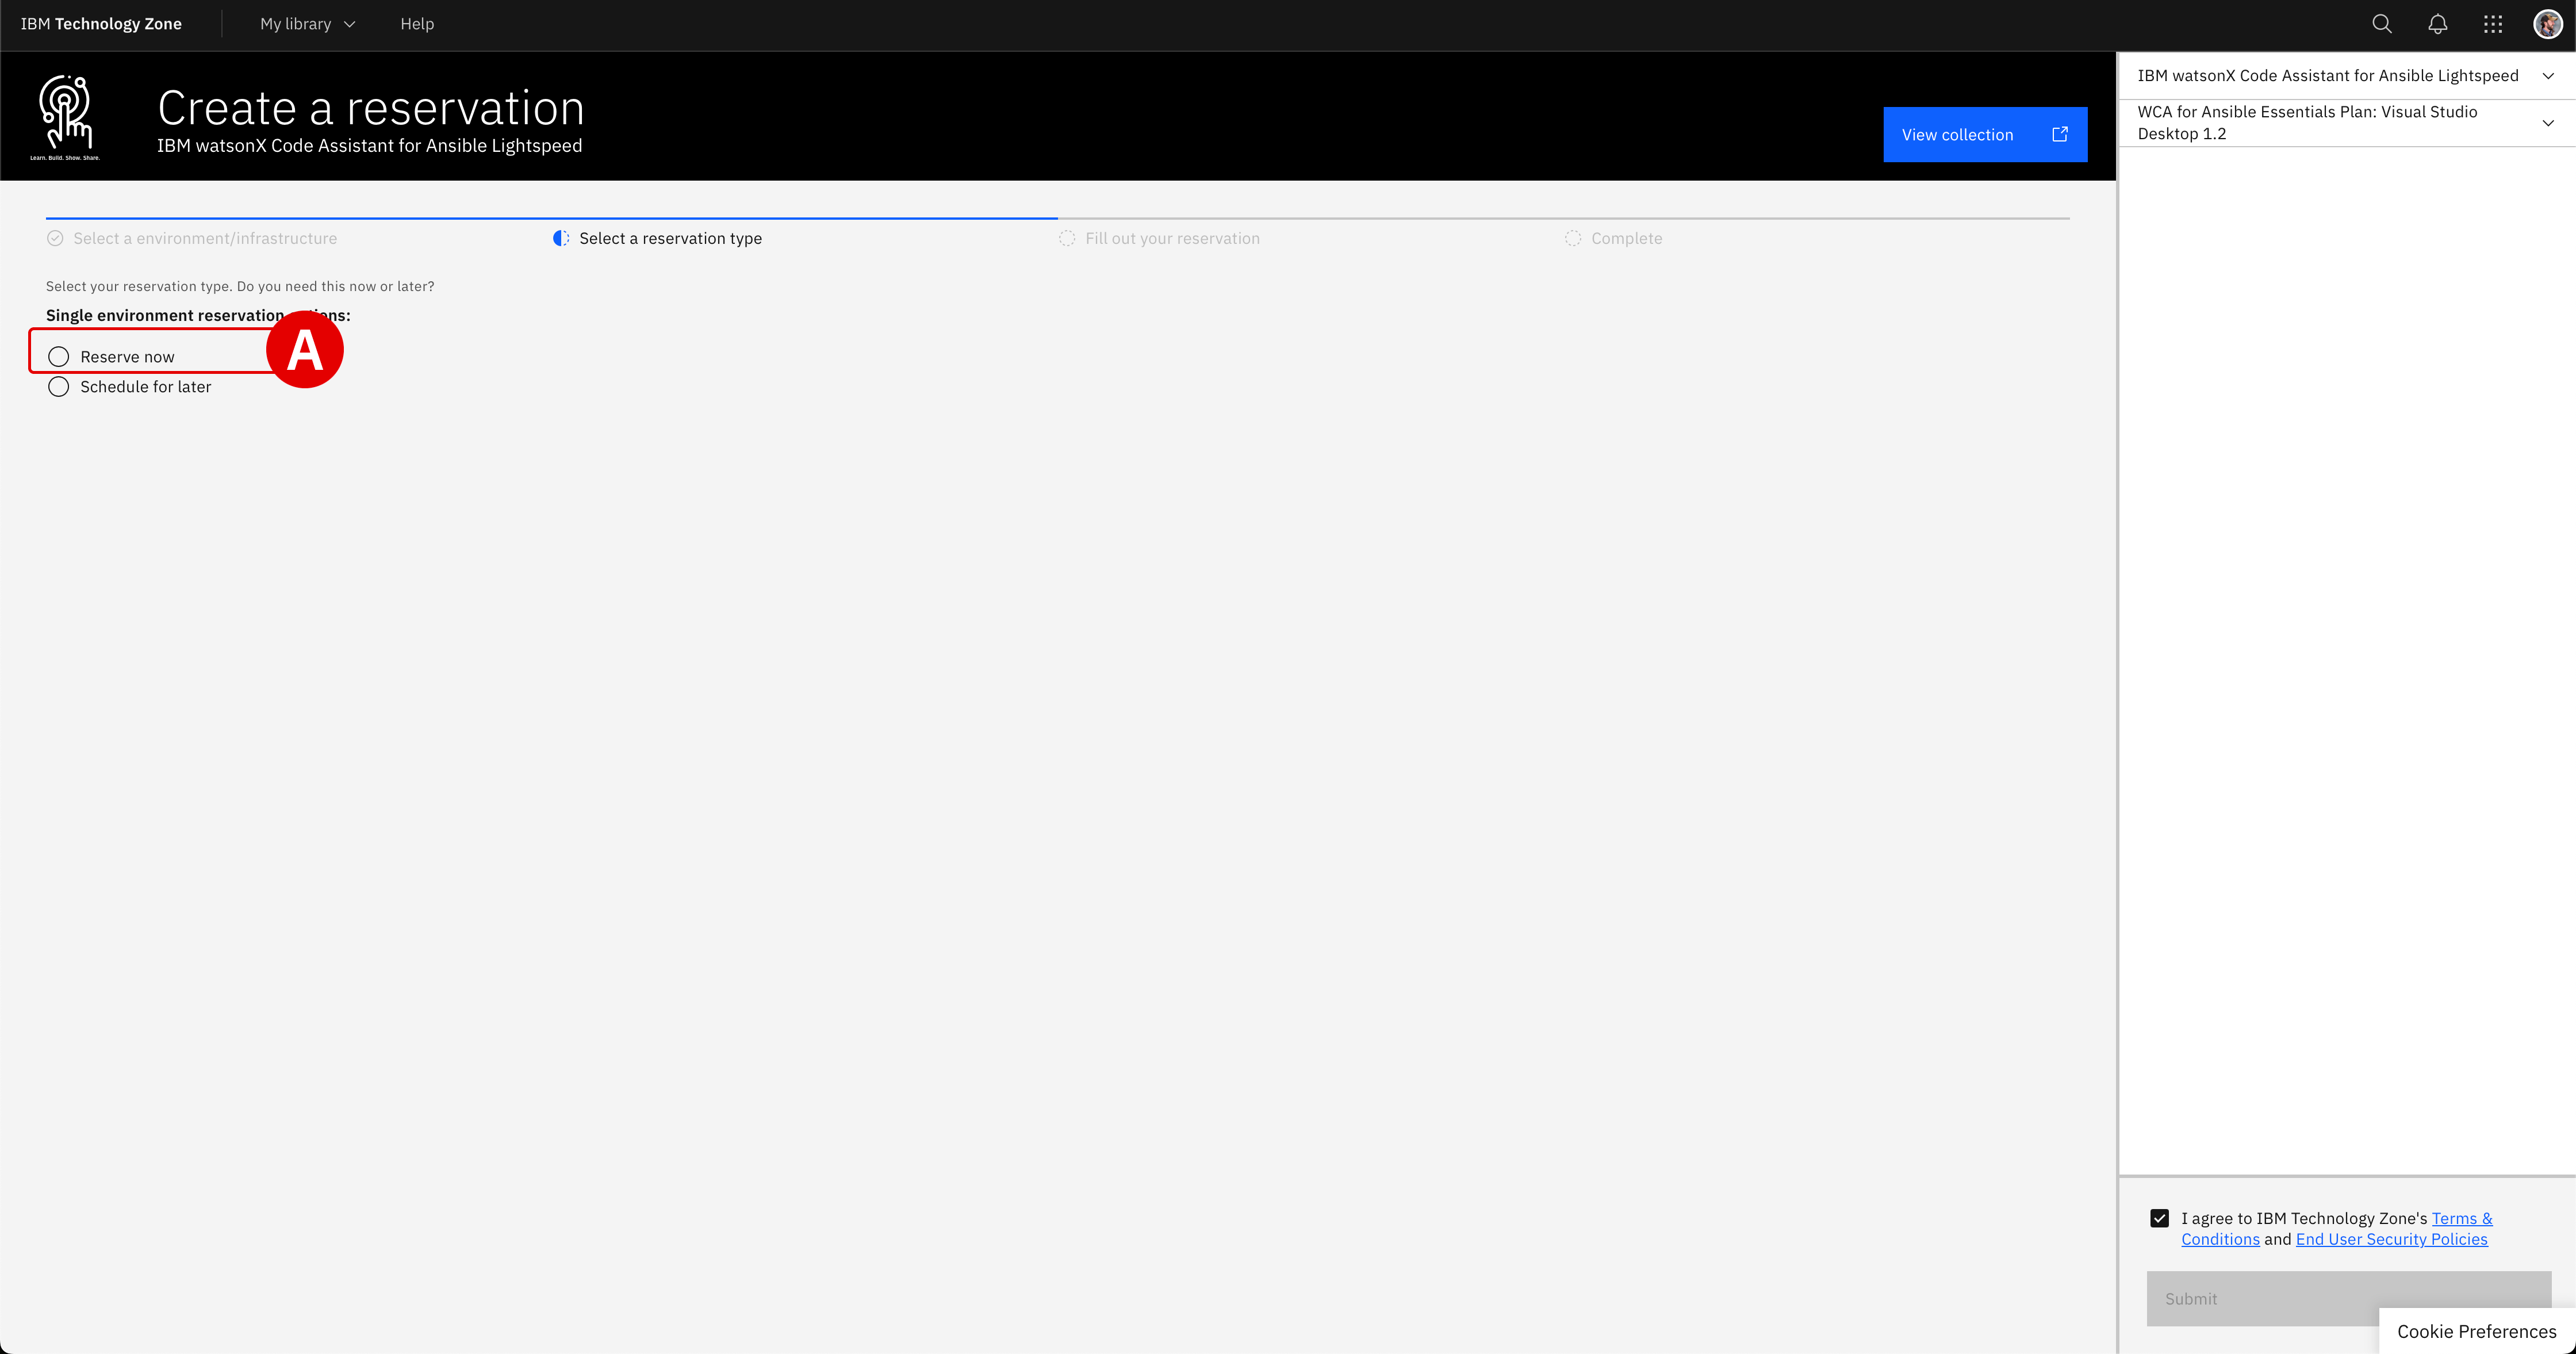 IBM Technology Zone
My library
Help
Learn. Build. Show. Share.
Create a reservation
IBM watsonX Code Assistant for Ansible Lightspeed
View collection
IBM watsonX Code Assistant for Ansible Lightspeed
WCA for Ansible Essentials Plan: Visual Studio
Desktop 1.2
Select a environment/infrastructure
Select a reservation type
Fill out your reservation
Complete
Select your reservation type. Do you need this now or later?
Single environment reservation
A
Reserve now
Schedule for later
I agree to IBM Technology Zone's Terms &
Conditions and End User Security Policies
Submit
Cookie Preferences